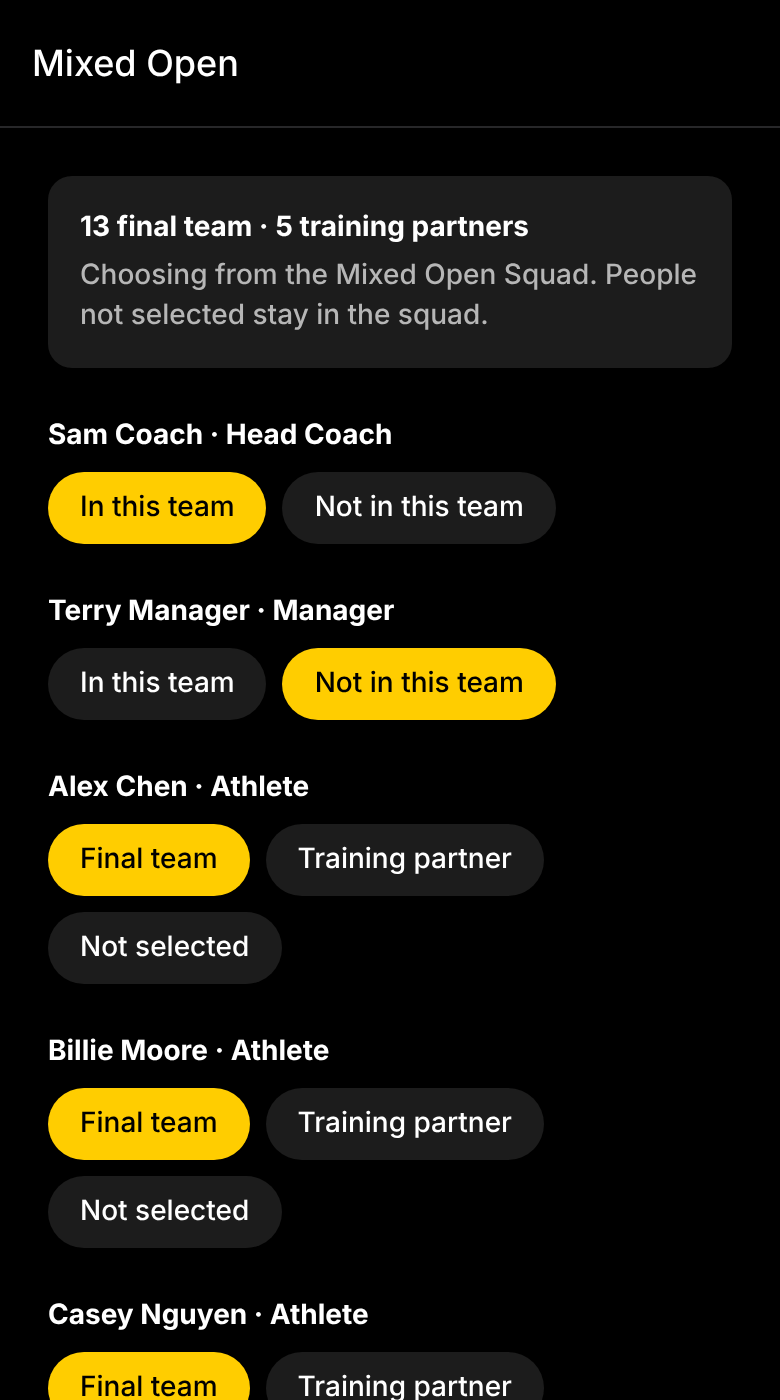 Mixed Open
13 final team · 5 training partners
Choosing from the Mixed Open Squad. People
not selected stay in the squad.
Sam Coach · Head Coach
In this team
Not in this team
Terry Manager · Manager
In this team
Not in this team
Alex Chen · Athlete
Final team
Training partner
Not selected
Billie Moore · Athlete
Final team
Training partner
Not selected
Casey Nguyen · Athlete
Final team
Training partner